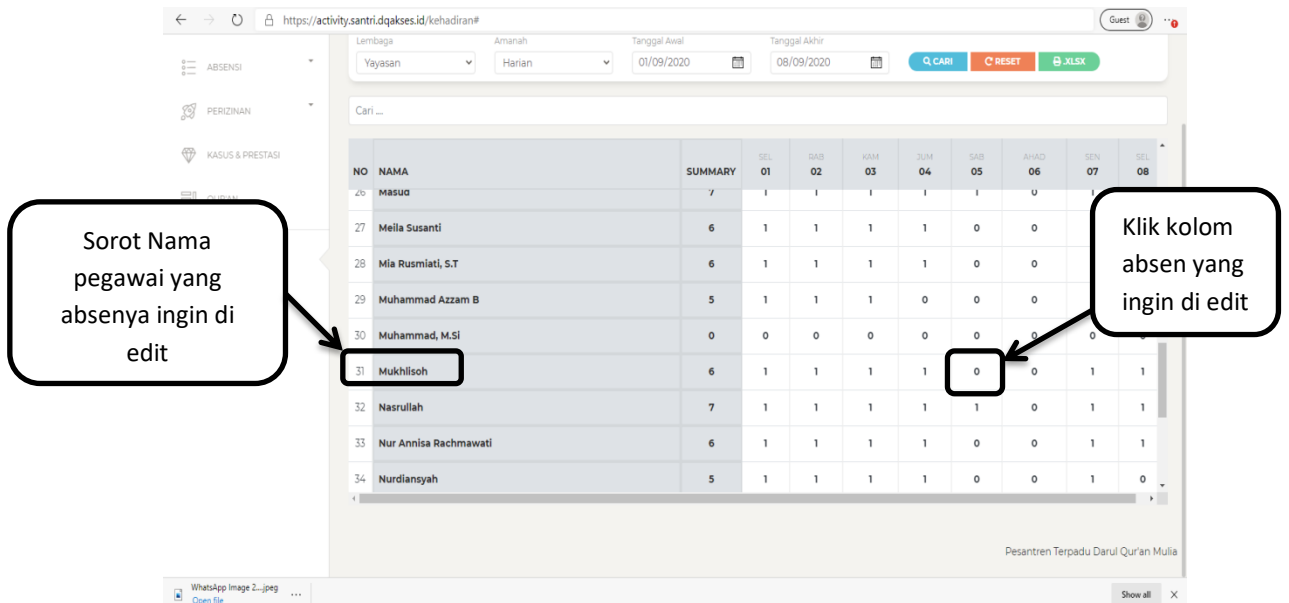 https://activity.santri.dqakses.id/kehadiran#
Guest
Lembaga Amanah Tanggal Awal Tanggal Akhir
Yayasan Harian 01/09/2020 08/09/2020 CARI RESET .XLSX
ABSENSI
PERIZINAN
KASUS & PRESTASI
QUR'AN
Cari ...
SEL RAB KAM JUM SAB AHAD SEN SEL
NO NAMA SUMMARY 01 02 03 04 05 06 07 08
26 Masud 7 1 1 1 1 1 0 1
27 Meila Susanti 6 1 1 1 1 0 0
28 Mia Rusmiati, S.T 6 1 1 1 1 0 0
29 Muhammad Azzam B 5 1 1 1 0 0 0
30 Muhammad, M.Si 0 0 0 0 0 0 0 0
31 Mukhlisoh 6 1 1 1 1 0 0 1 1
32 Nasrullah 7 1 1 1 1 1 0 1 1
33 Nur Annisa Rachmawati 6 1 1 1 1 0 0 1 1
34 Nurdiansyah 5 1 1 1 1 0 0 1 0
Sorot Nama
pegawai yang
absenya ingin di
edit
Klik kolom
absen yang
ingin di edit
Pesantren Terpadu Darul Qur'an Mulia
WhatsApp Image 2....jpeg
Open file
Show all